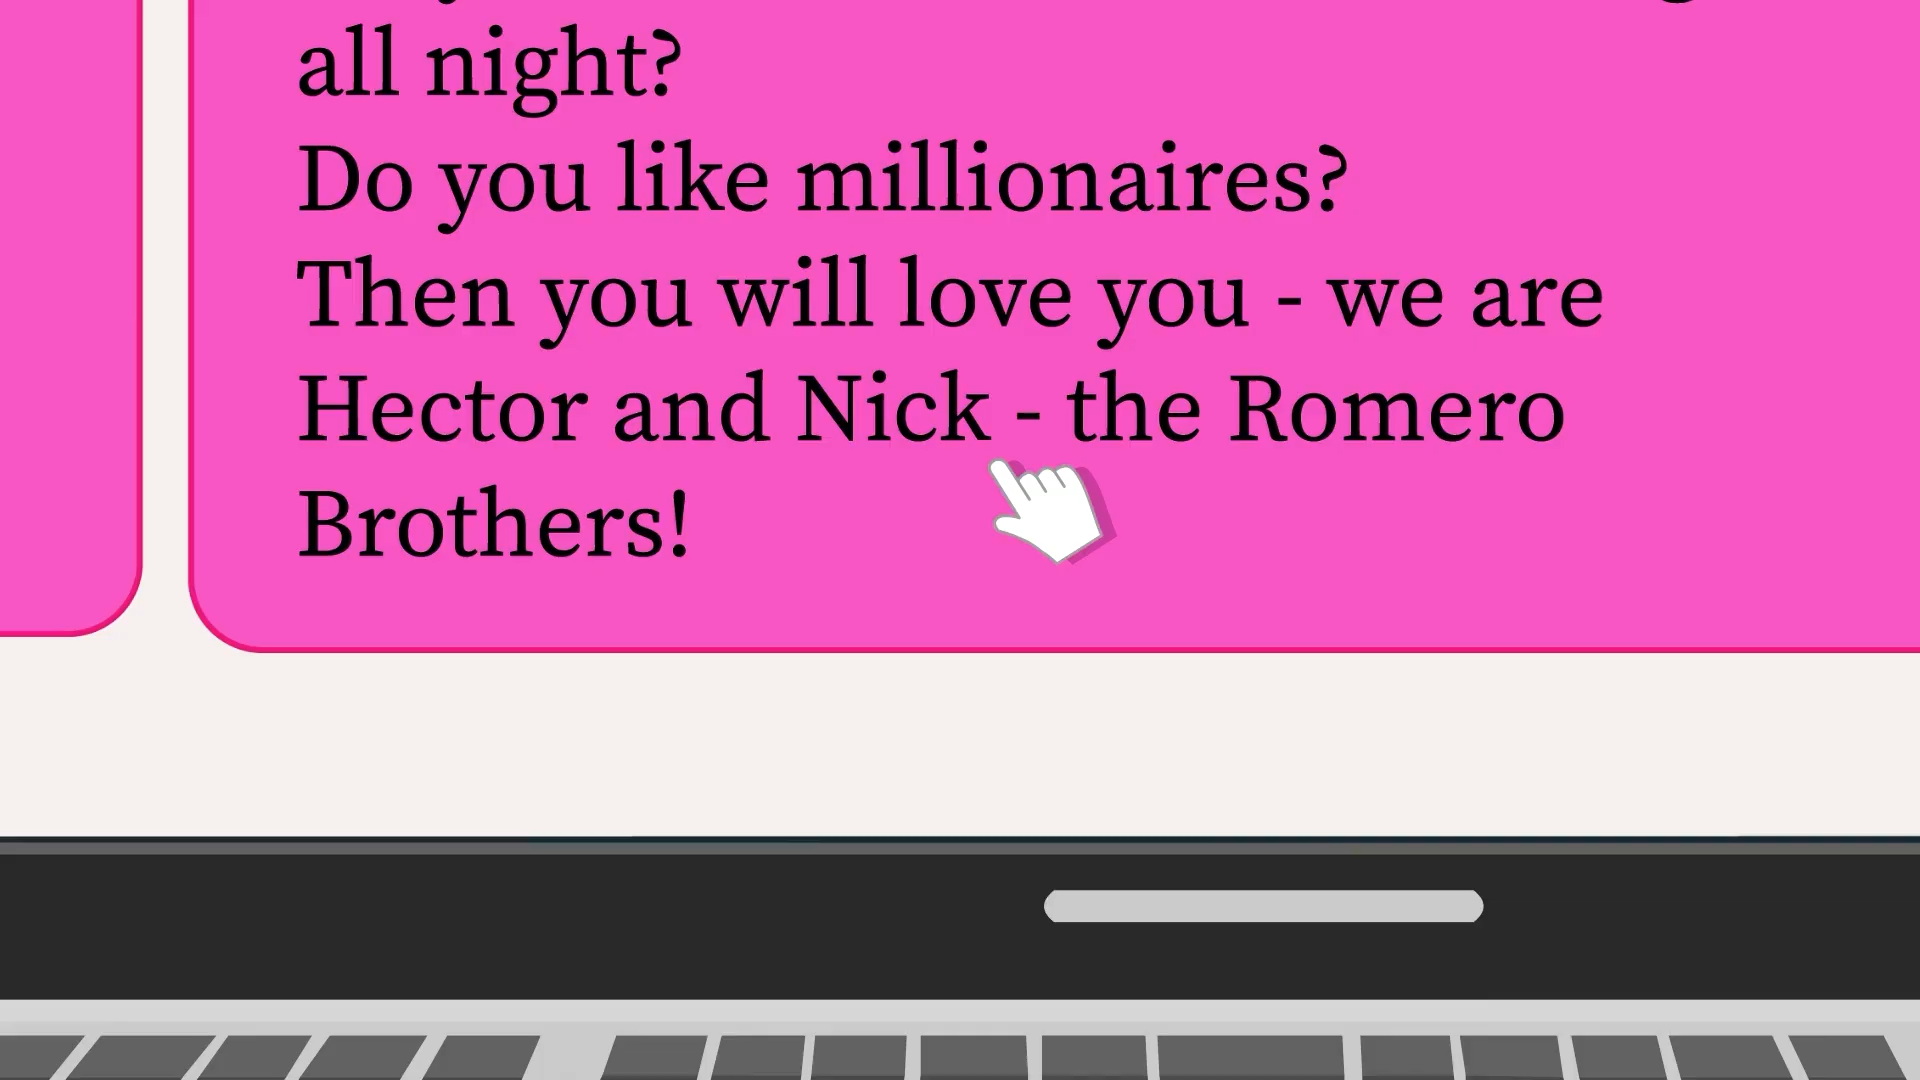 all night?
Do you like millionaires?
Then you will love you - we are
Hector and Nick - the Romero
Brothers!